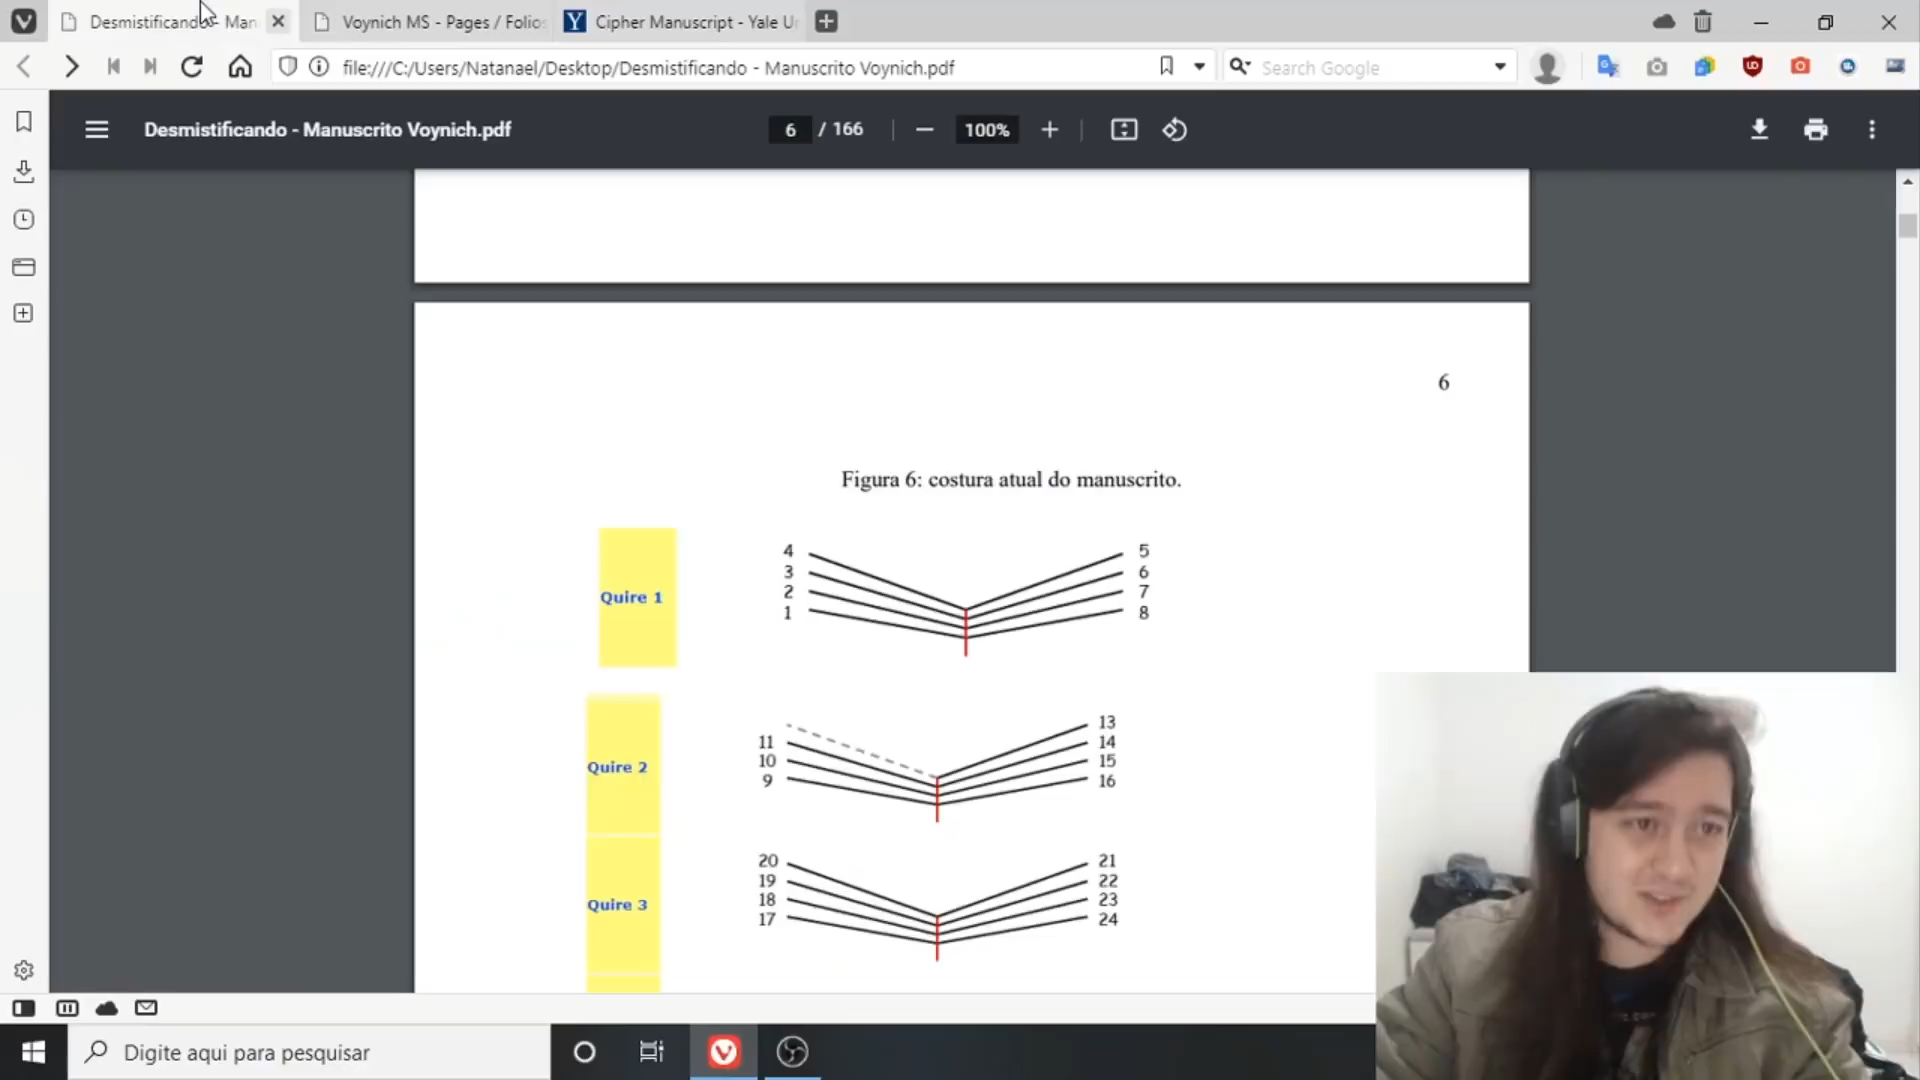 Desmistificando - Man
Voynich MS - Pages / Folios
Y Cipher Manuscript - Yale Un
file:///C:/Users/Natanael/Desktop/Desmistificando - Manuscrito Voynich.pdf
Search Google
Desmistificando - Manuscrito Voynich.pdf
6 / 166
100%
6
Figura 6: costura atual do manuscrito.
Quire 1
4 5
3 6
2 7
1 8
Quire 2
13
11 14
10 15
9 16
Quire 3
20 21
19 22
18 23
17 24
Digite aqui para pesquisar